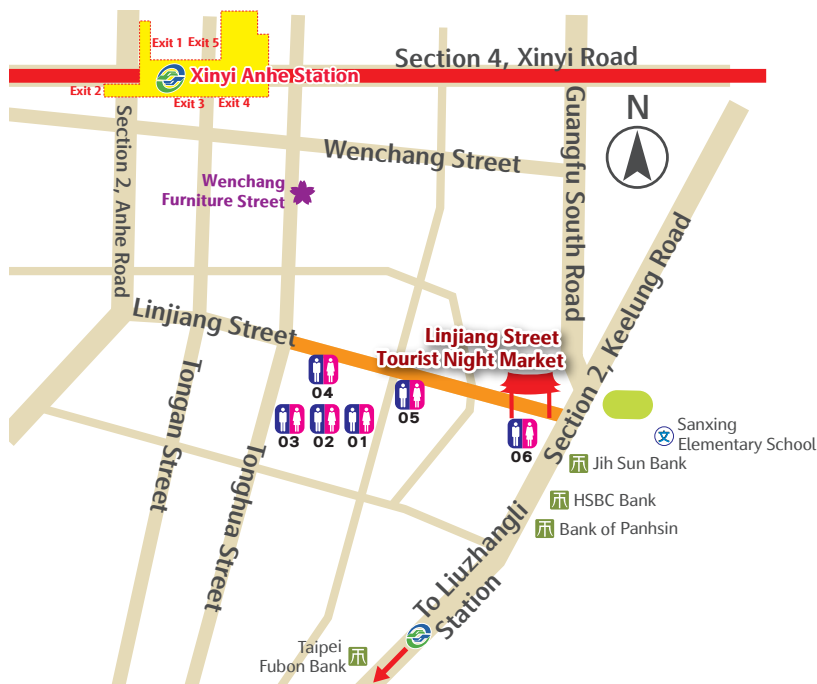 Exit 1
Exit 5
Section 4, Xinyi Road
Xinyi Anhe Station
Exit 2
Exit 3
Exit 4
Section 2, Anhe Road
Guangfu South Road
N
Wenchang Street
Wenchang
Furniture Street
Section 2, Keelung Road
Linjiang Street
Linjiang Street
Tourist Night Market
04
05
03
02
01
06
Tongan Street
Tonghua Street
文
Sanxing
Elementary School
Jih Sun Bank
HSBC Bank
Bank of Panhsin
To Liuzhangli
Station
Taipei
Fubon Bank